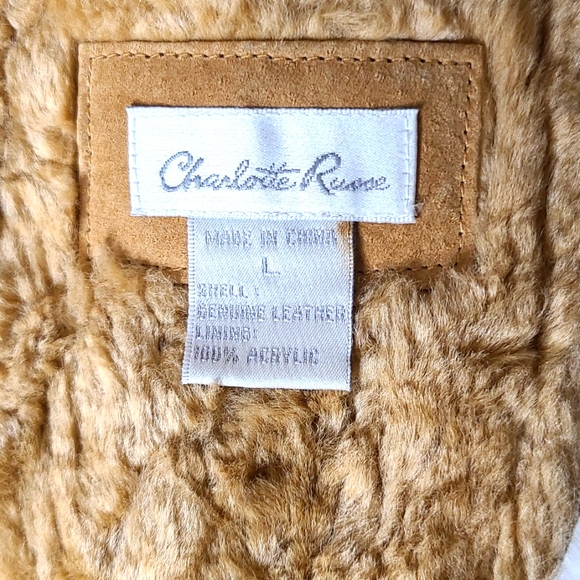 Charlotte Russe
MADE IN CHINA
L
SHELL:
GENUINE LEATHER
LINING:
100% ACRYLIC